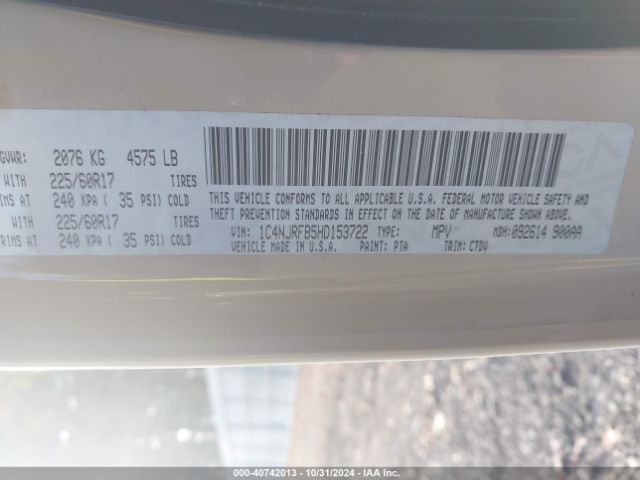 GVWR: 2076 KG 4575 LB
WITH 225/60R17 TIRES
RIMS AT 240 KPA ( 35 PSI) COLD
WITH 225/60R17 TIRES
RIMS AT 240 KPA ( 35 PSI) COLD
THIS VEHICLE CONFORMS TO ALL APPLICABLE U.S.A. FEDERAL MOTOR VEHICLE SAFETY AND
THEFT PREVENTION STANDARDS IN EFFECT ON THE DATE OF MANUFACTURE SHOWN ABOVE.
VIN: 1C4NJRFB5HD153722 TYPE: MPV MDH: 092614 900AA
VEHICLE MADE IN U.S.A. PAINT: PTA TRIM: C7DV
000-40742013 - 10/31/2024 - IAA Inc.